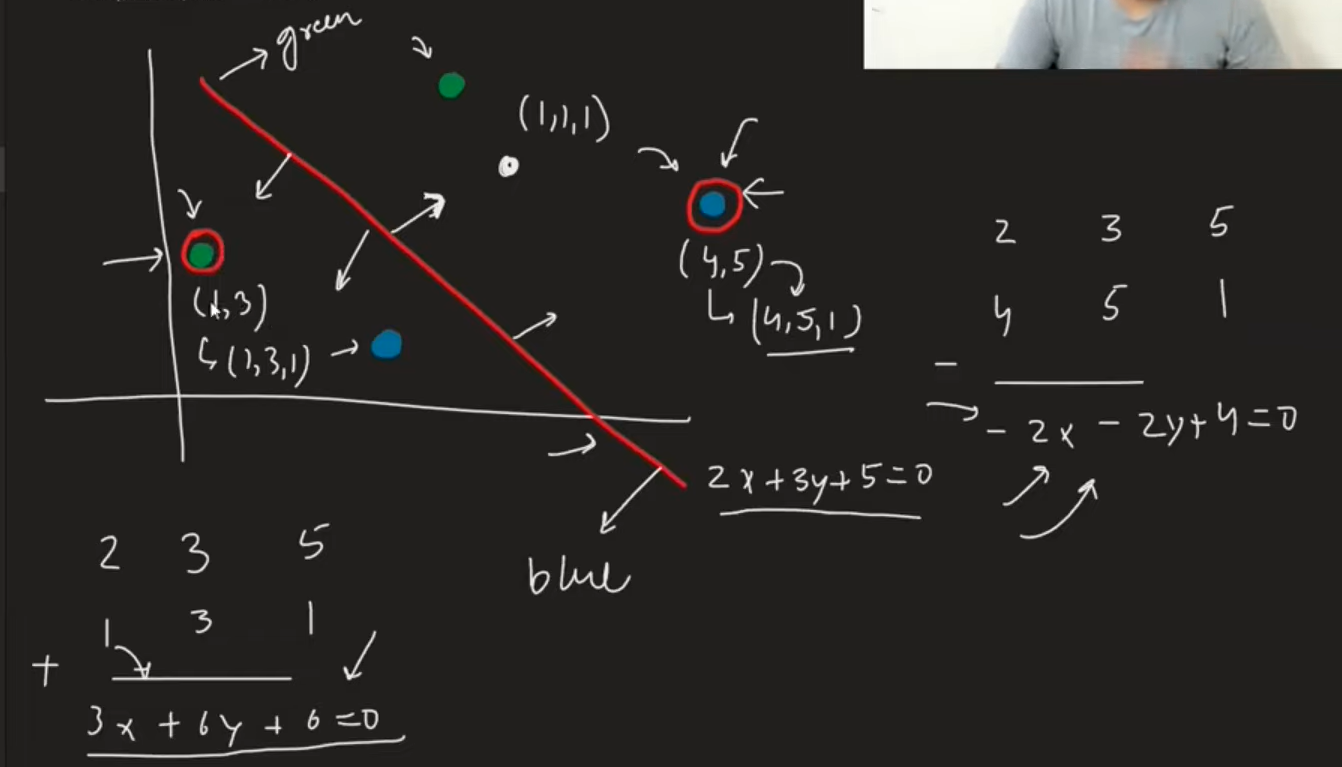 green
(1,1,1)
(4,5)
↳ (4,5,1)
(1,3)
↳ (1,3,1)
2x+3y+5=0
blue
2 3 5
4 5 1
-
- 2x - 2y+4=0
2 3 5
1 3 1
+
3x + 6y + 6 =0